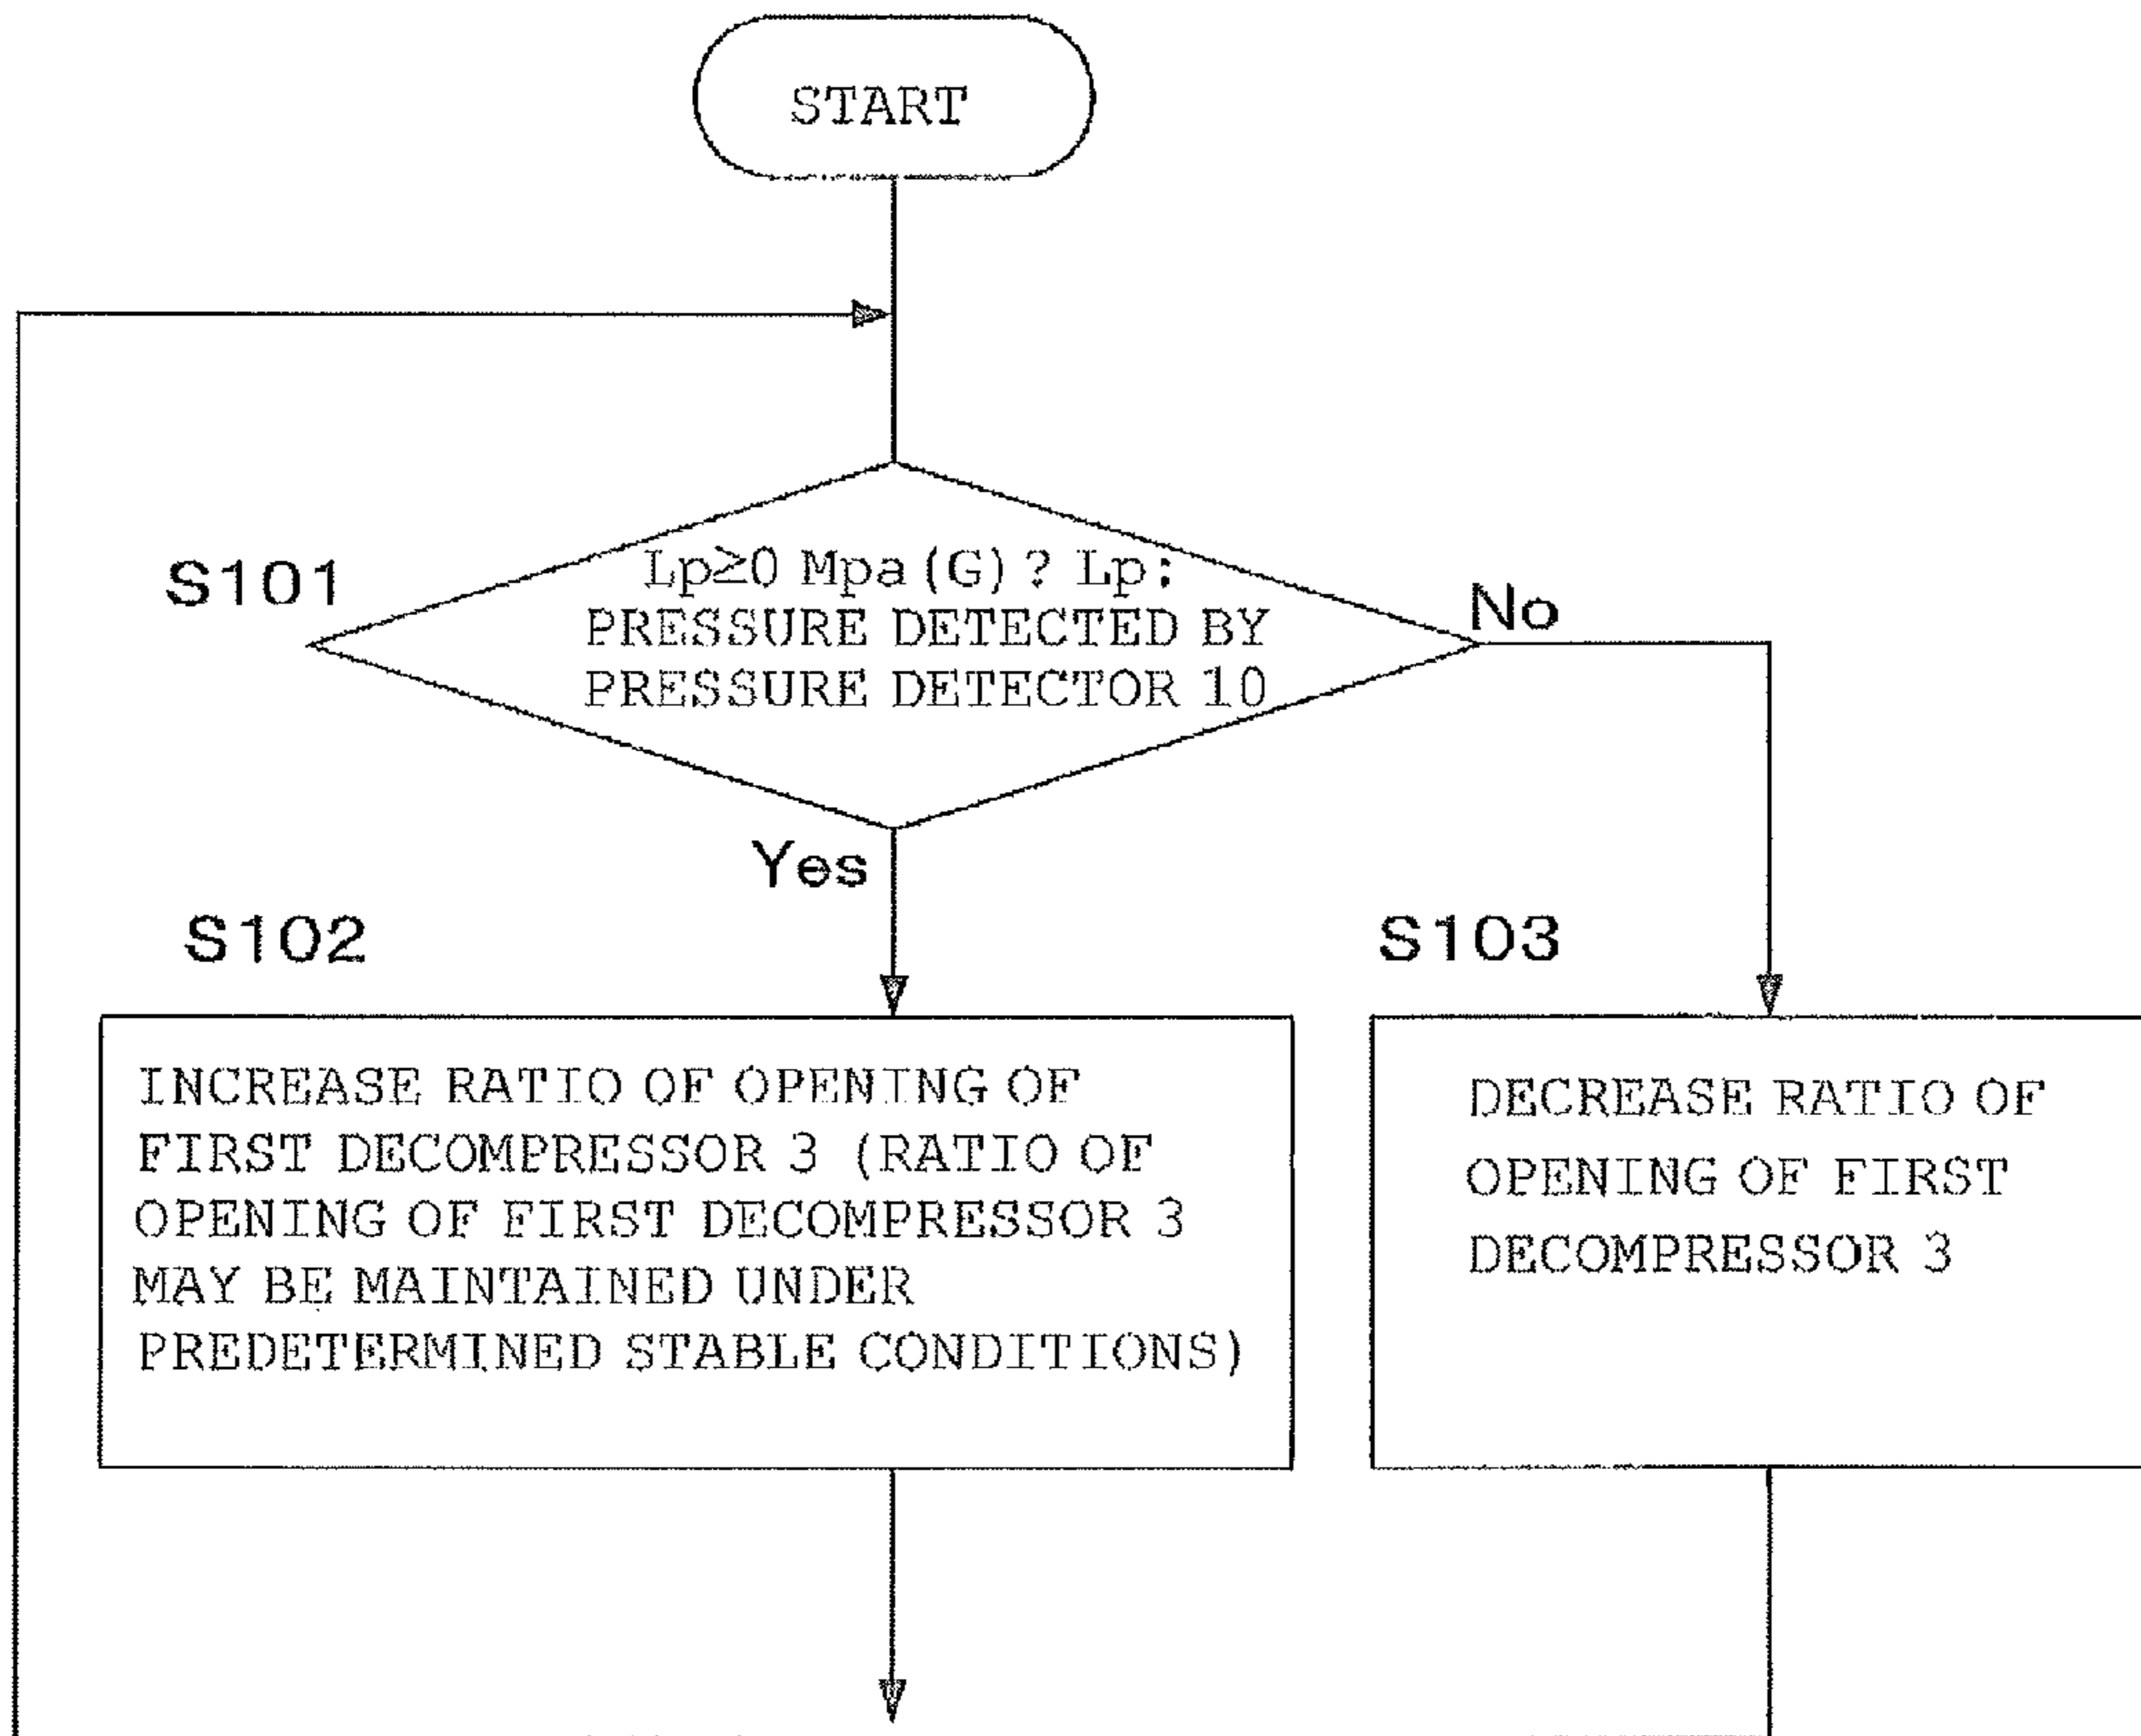 START
S101
Lp≥0 Mpa(G)? Lp:
PRESSURE DETECTED BY
PRESSURE DETECTOR 10
No
Yes
S102
INCREASE RATIO OF OPENING OF
FIRST DECOMPRESSOR 3 (RATIO OF
OPENING OF FIRST DECOMPRESSOR 3
MAY BE MAINTAINED UNDER
PREDETERMINED STABLE CONDITIONS)
S103
DECREASE RATIO OF
OPENING OF FIRST
DECOMPRESSOR 3